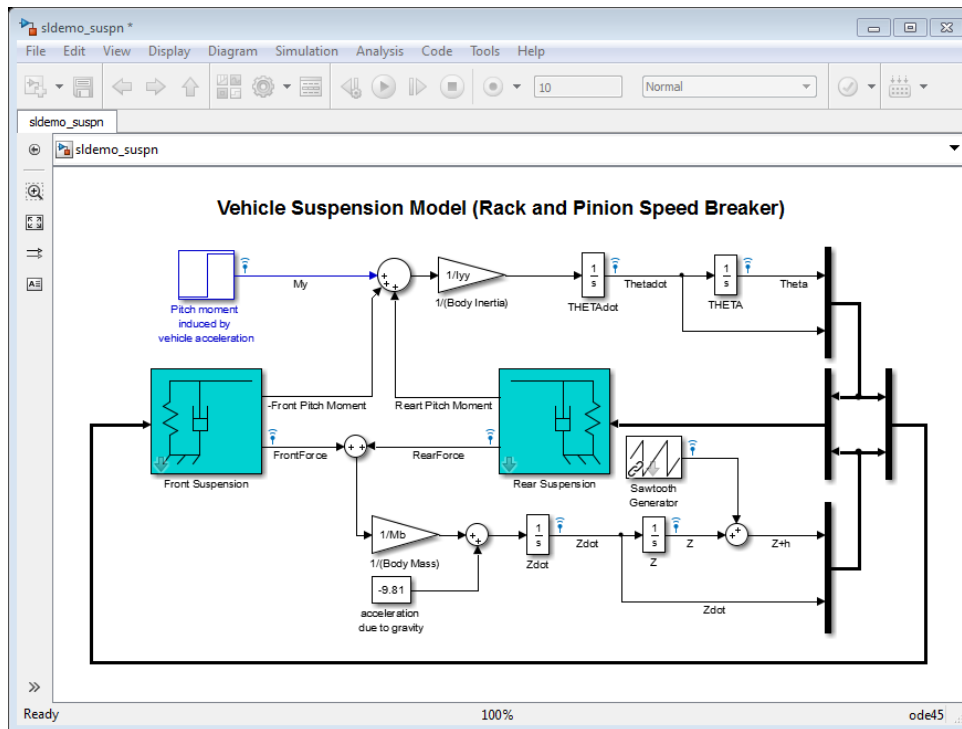 sldemo_suspn *
File Edit View Display Diagram Simulation Analysis Code Tools Help
10 Normal
sldemo_suspn
sldemo_suspn
Vehicle Suspension Model (Rack and Pinion Speed Breaker)
My
Pitch moment
induced by
vehicle acceleration
+
+
+
1/Iyy
1/(Body Inertia)
1
s
THETAdot
Thetadot
1
s
THETA
Theta
-Front Pitch Moment
Reart Pitch Moment
FrontForce
+ +
RearForce
Front Suspension
Rear Suspension
Sawtooth
Generator
1/Mb
1/(Body Mass)
+
+
1
s
Zdot
Zdot
1
s
Z
Z
+ +
Z+h
-9.81
acceleration
due to gravity
Zdot
Ready 100% ode45